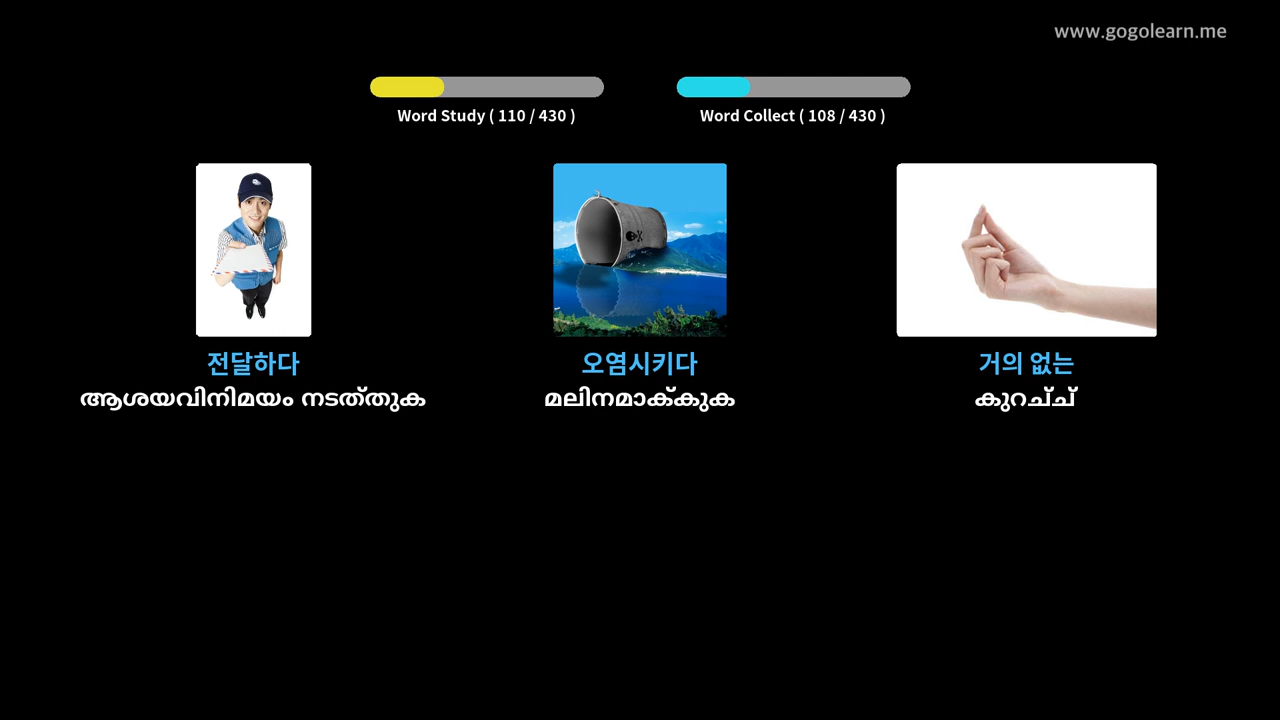 www.gogolearn.me
Word Study ( 110 / 430 )
Word Collect ( 108 / 430 )
전달하다
오염시키다
거의 없는
ആശയവിനിമയം നടത്തുക
മലിനമാക്കുക
കുറച്ച്